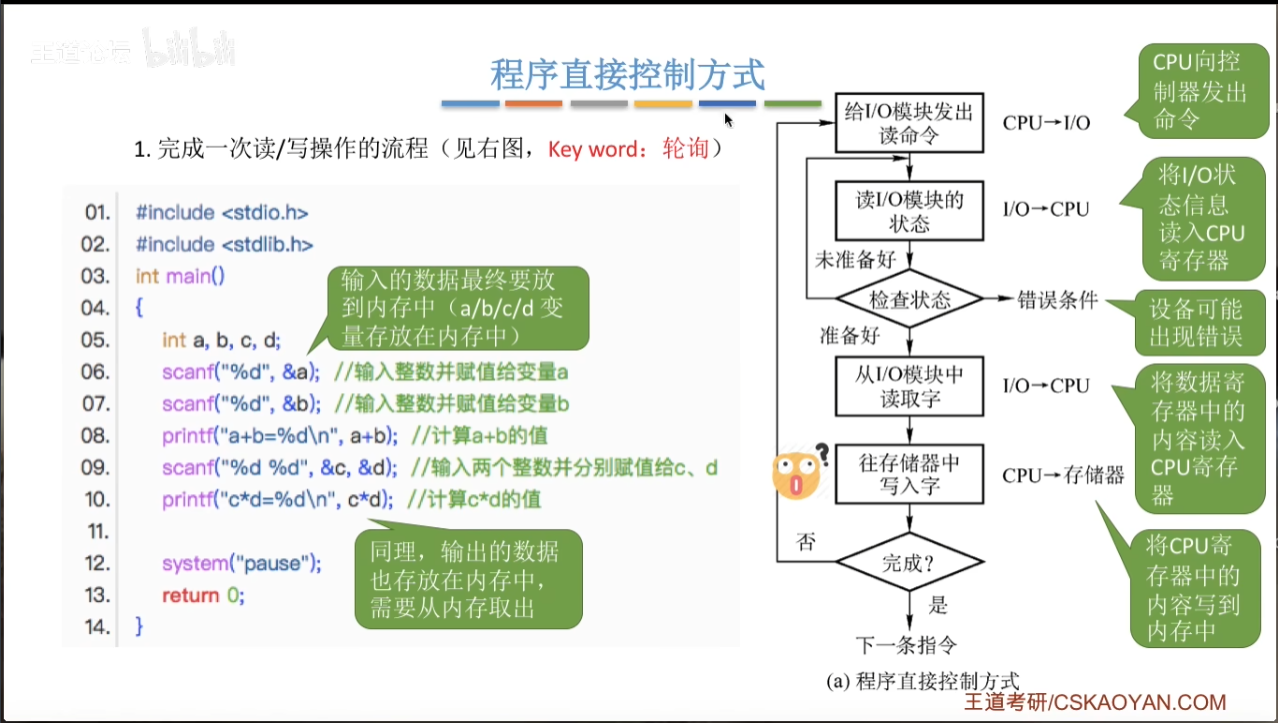 王道论坛 bilibili
程序直接控制方式
1. 完成一次读/写操作的流程（见右图，Key word：轮询）
01. #include <stdio.h>
02. #include <stdlib.h>
03. int main()
04. {
05. int a, b, c, d;
06. scanf("%d", &a); //输入整数并赋值给变量a
07. scanf("%d", &b); //输入整数并赋值给变量b
08. printf("a+b=%d\n", a+b); //计算a+b的值
09. scanf("%d %d", &c, &d); //输入两个整数并分别赋值给c、d
10. printf("c*d=%d\n", c*d); //计算c*d的值
11.
12. system("pause");
13. return 0;
14. }
输入的数据最终要放
到内存中（a/b/c/d 变
量存放在内存中）
同理，输出的数据
也存放在内存中，
需要从内存取出
给I/O模块发出
读命令
CPU→I/O
CPU向控
制器发出
命令
读I/O模块的
状态
I/O→CPU
将I/O状
态信息
读入CPU
寄存器
未准备好
检查状态
错误条件
设备可能
出现错误
准备好
从I/O模块中
读取字
I/O→CPU
将数据寄
存器中的
内容读入
CPU寄存
器
往存储器中
写入字
CPU→存储器
将CPU寄
存器中的
内容写到
内存中
否
完成?
是
下一条指令
(a) 程序直接控制方式
王道考研/CSKAOYAN.COM